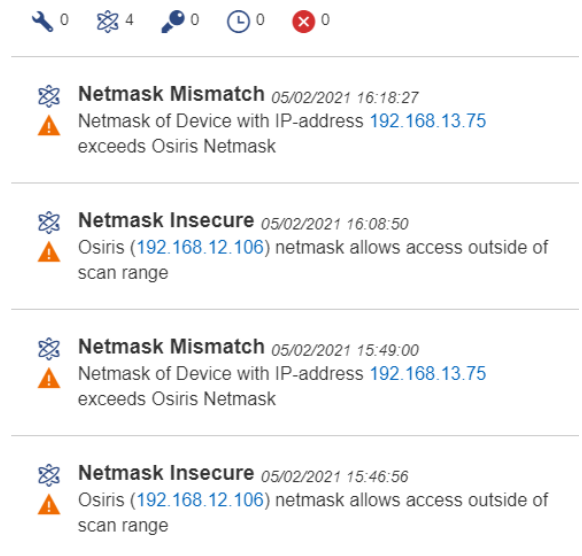 0 4 0 0 0
Netmask Mismatch 05/02/2021 16:18:27
Netmask of Device with IP-address 192.168.13.75
exceeds Osiris Netmask
Netmask Insecure 05/02/2021 16:08:50
Osiris (192.168.12.106) netmask allows access outside of
scan range
Netmask Mismatch 05/02/2021 15:49:00
Netmask of Device with IP-address 192.168.13.75
exceeds Osiris Netmask
Netmask Insecure 05/02/2021 15:46:56
Osiris (192.168.12.106) netmask allows access outside of
scan range